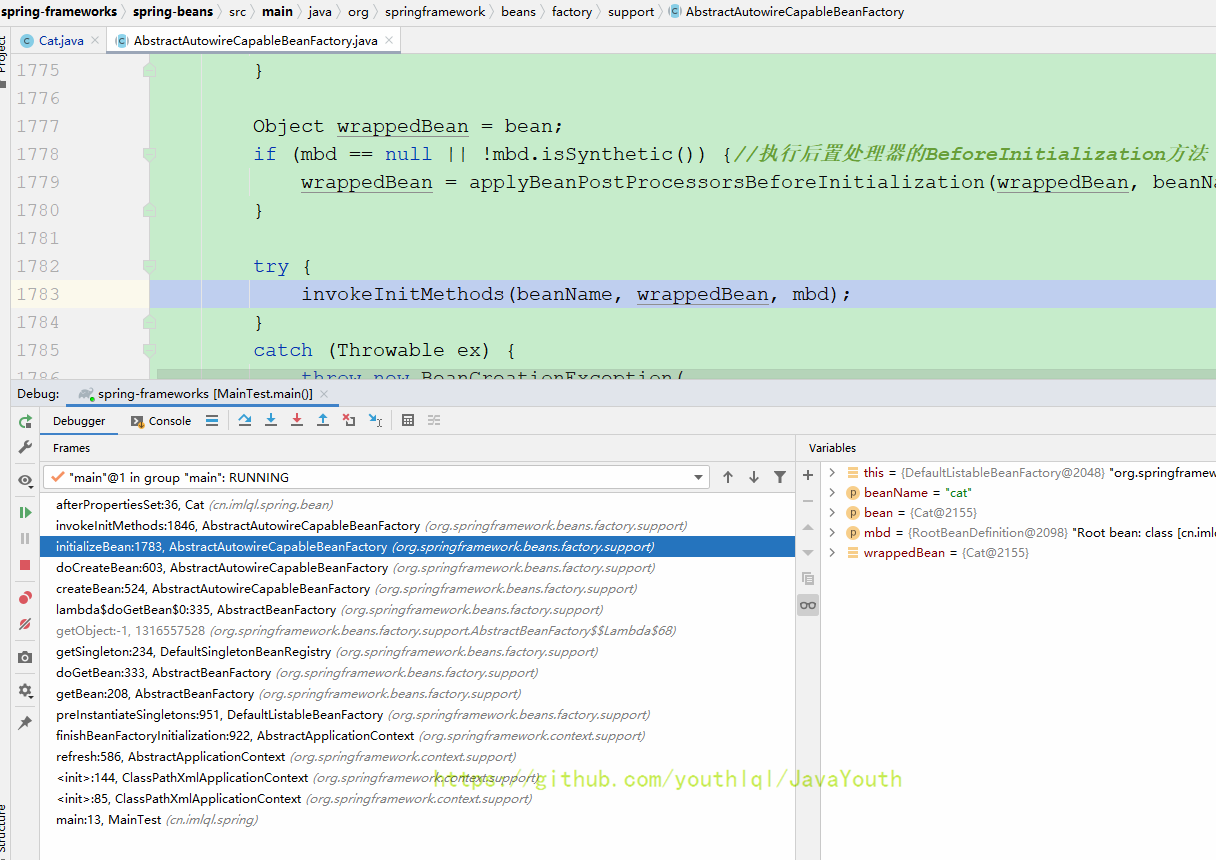 spring-frameworks spring-beans src main java org springframework beans factory support AbstractAutowireCapableBeanFactory
Cat.java AbstractAutowireCapableBeanFactory.java
Project
1775 }
1776
1777 Object wrappedBean = bean;
1778 if (mbd == null || !mbd.isSynthetic()) {//执行后置处理器的BeforeInitialization方法
1779 wrappedBean = applyBeanPostProcessorsBeforeInitialization(wrappedBean, beanNa
1780 }
1781
1782 try {
1783 invokeInitMethods(beanName, wrappedBean, mbd);
1784 }
1785 catch (Throwable ex) {
1786 throw new BeanCreationException(
Debug: spring-frameworks [MainTest.main()]
Debugger Console
Frames
"main"@1 in group "main": RUNNING
afterPropertiesSet:36, Cat (cn.imlql.spring.bean)
invokeInitMethods:1846, AbstractAutowireCapableBeanFactory (org.springframework.beans.factory.support)
initializeBean:1783, AbstractAutowireCapableBeanFactory (org.springframework.beans.factory.support)
doCreateBean:603, AbstractAutowireCapableBeanFactory (org.springframework.beans.factory.support)
createBean:524, AbstractAutowireCapableBeanFactory (org.springframework.beans.factory.support)
lambda$doGetBean$0:335, AbstractBeanFactory (org.springframework.beans.factory.support)
getObject:-1, 1316557528 (org.springframework.beans.factory.support.AbstractBeanFactory$$Lambda$68)
getSingleton:234, DefaultSingletonBeanRegistry (org.springframework.beans.factory.support)
doGetBean:333, AbstractBeanFactory (org.springframework.beans.factory.support)
getBean:208, AbstractBeanFactory (org.springframework.beans.factory.support)
preInstantiateSingletons:951, DefaultListableBeanFactory (org.springframework.beans.factory.support)
finishBeanFactoryInitialization:922, AbstractApplicationContext (org.springframework.context.support)
refresh:586, AbstractApplicationContext (org.springframework.context.support)
<init>:144, ClassPathXmlApplicationContext (org.springframework.context.support)
<init>:85, ClassPathXmlApplicationContext (org.springframework.context.support)
main:13, MainTest (cn.imlql.spring)
Variables
this = {DefaultListableBeanFactory@2048} "org.springframew
beanName = "cat"
bean = {Cat@2155}
mbd = {RootBeanDefinition@2098} "Root bean: class [cn.imlc
wrappedBean = {Cat@2155}
https://github.com/youthlql/JavaYouth
Structure